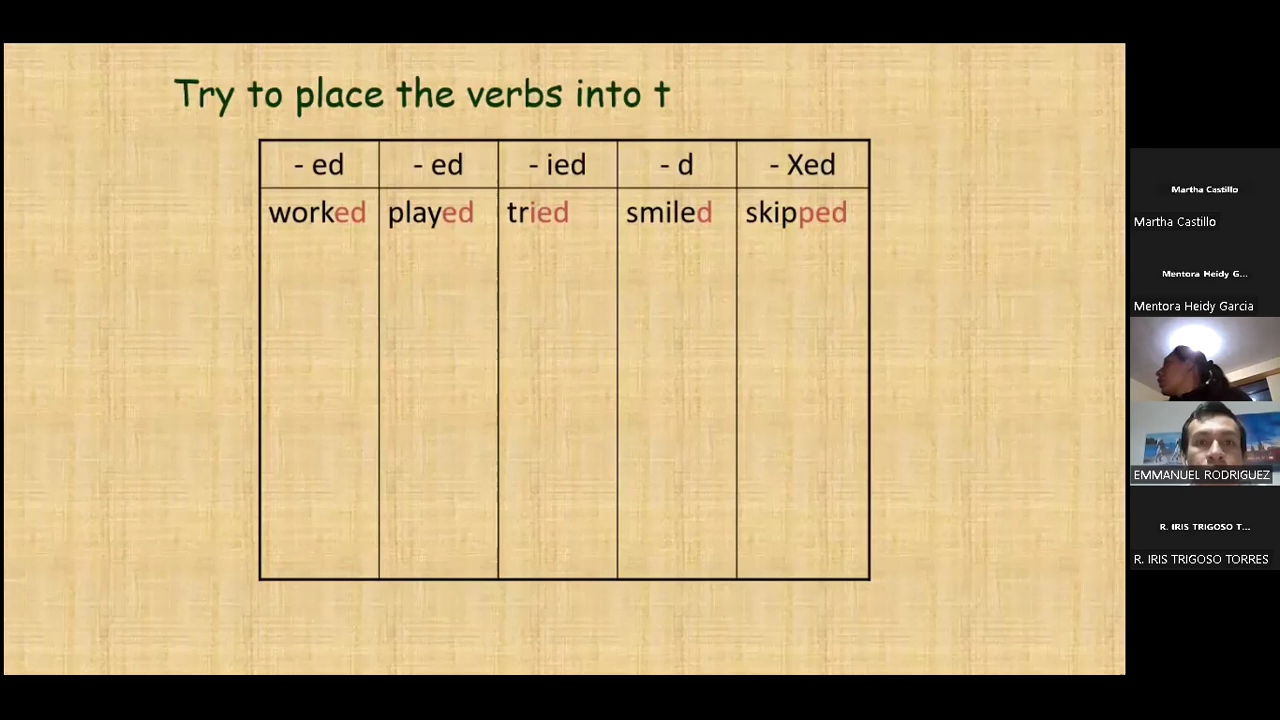 Try to place the verbs into t
- ed - ed - ied - d - Xed
worked played tried smiled skipped
Martha Castillo
Martha Castillo
Mentora Heidy G...
Mentora Heidy Garcia
EMMANUEL RODRIGUEZ
R. IRIS TRIGOSO T...
R. IRIS TRIGOSO TORRES